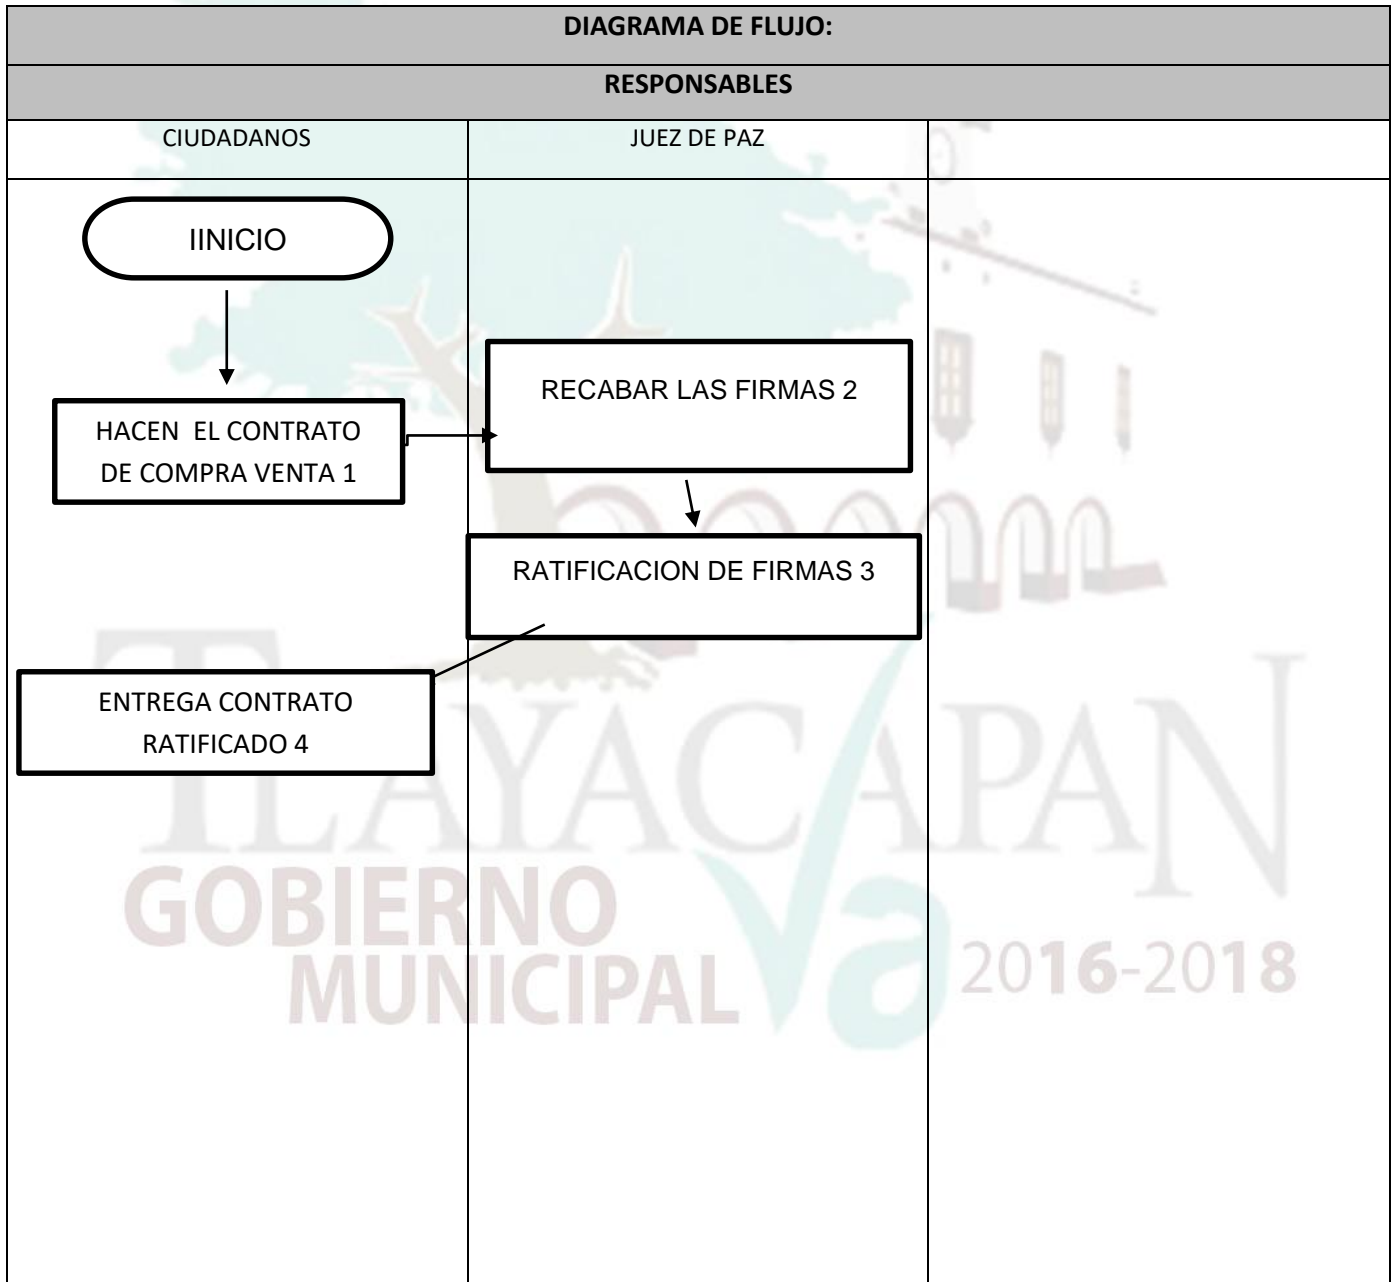 DIAGRAMA DE FLUJO:
RESPONSABLES
CIUDADANOS
JUEZ DE PAZ
IINICIO
RECABAR LAS FIRMAS 2
HACEN EL CONTRATO
DE COMPRA VENTA 1
RATIFICACION DE FIRMAS 3
ENTREGA CONTRATO
RATIFICADO 4
TLAYACAPAN
GOBIERNO
MUNICIPAL
Va
2016-2018